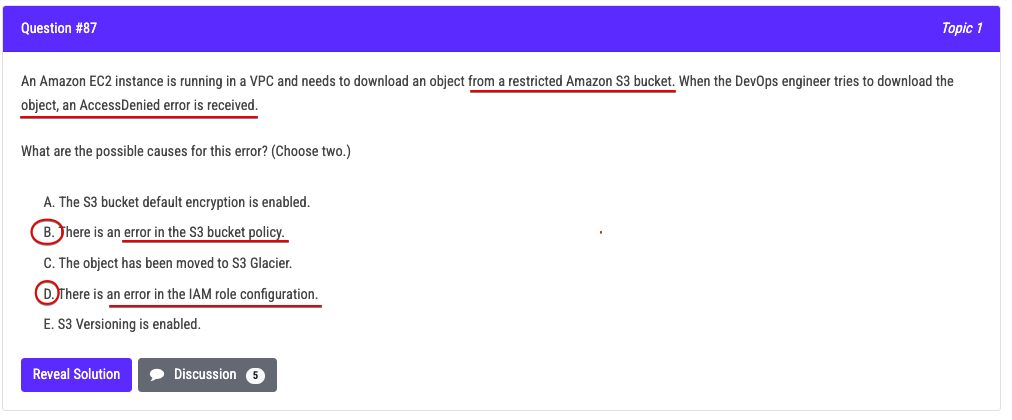 Question #87
Topic 1
An Amazon EC2 instance is running in a VPC and needs to download an object from a restricted Amazon S3 bucket. When the DevOps engineer tries to download the
object, an AccessDenied error is received.
What are the possible causes for this error? (Choose two.)
A. The S3 bucket default encryption is enabled.
B. There is an error in the S3 bucket policy.
C. The object has been moved to S3 Glacier.
D. There is an error in the IAM role configuration.
E. S3 Versioning is enabled.
Reveal Solution
Discussion 5